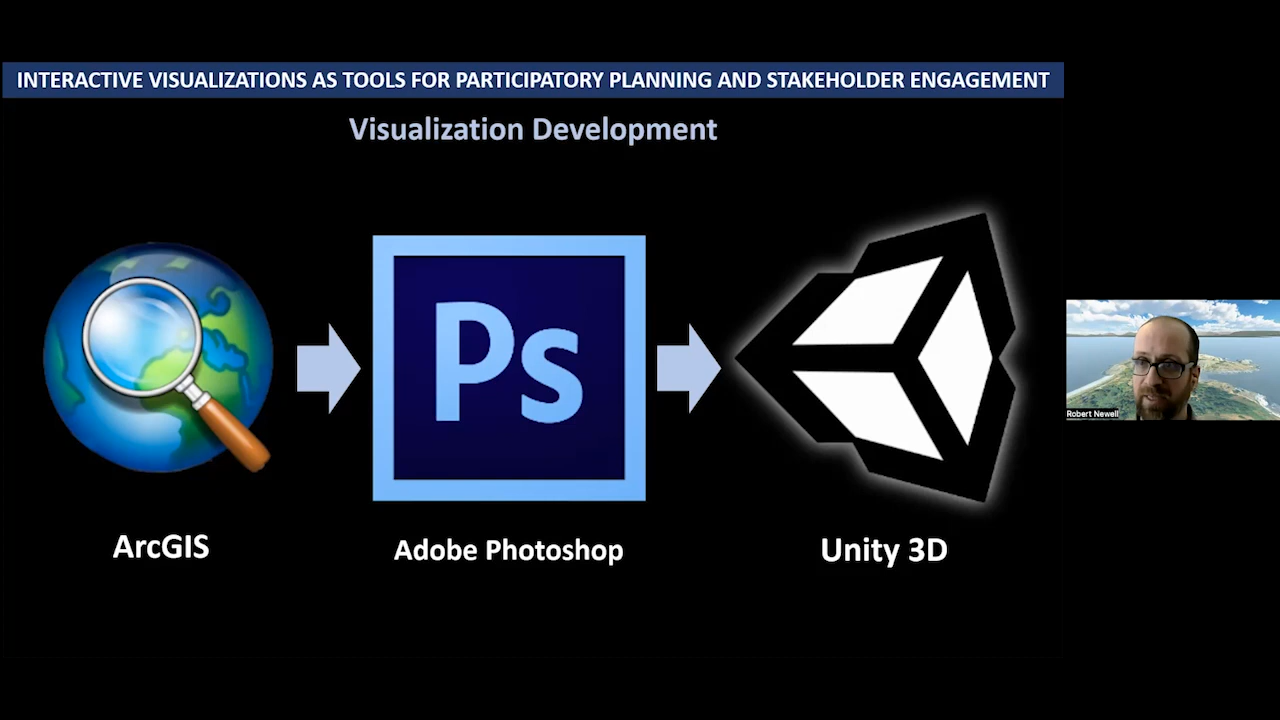 INTERACTIVE VISUALIZATIONS AS TOOLS FOR PARTICIPATORY PLANNING AND STAKEHOLDER ENGAGEMENT
Visualization Development
Ps
ArcGIS
Adobe Photoshop
Unity 3D
Robert Newell